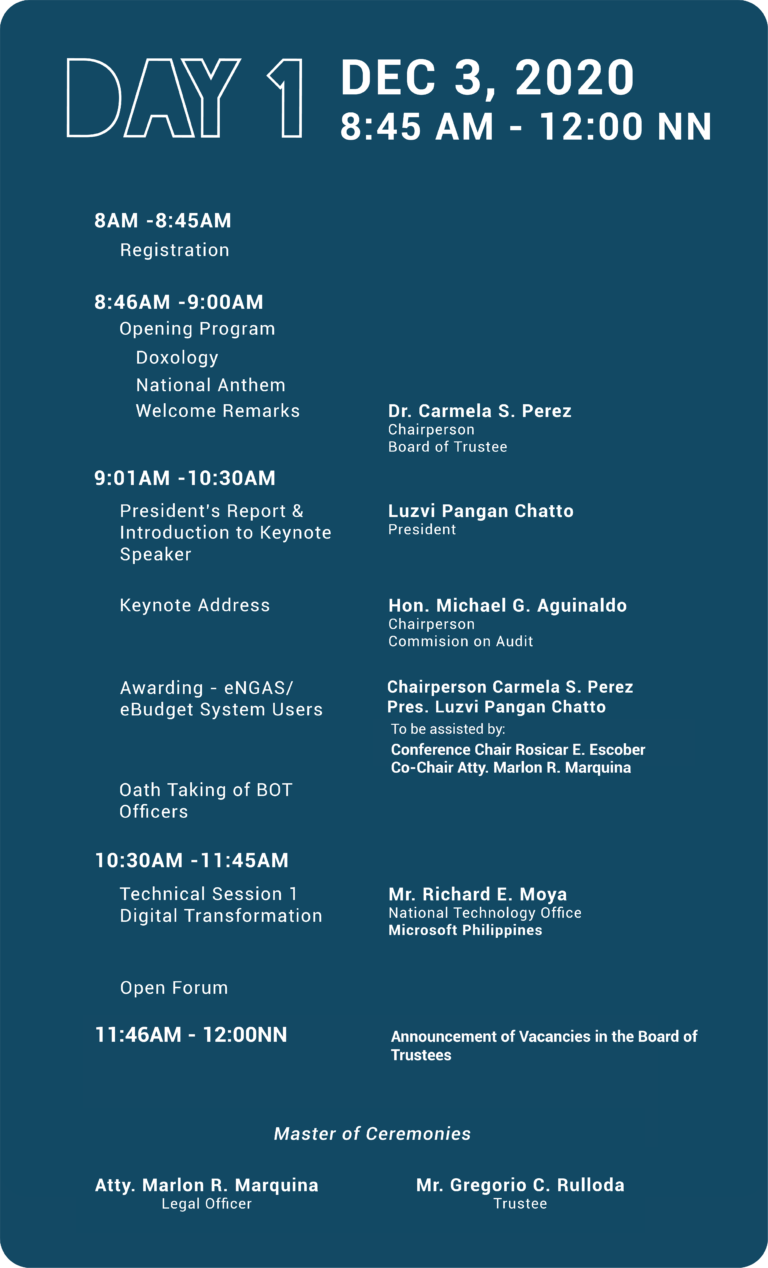 DAY 1
DEC 3, 2020
8:45 AM - 12:00 NN
8AM -8:45AM
Registration
8:46AM -9:00AM
Opening Program
Doxology
National Anthem
Welcome Remarks
Dr. Carmela S. Perez
Chairperson
Board of Trustee
9:01AM -10:30AM
President's Report &
Introduction to Keynote
Speaker
Luzvi Pangan Chatto
President
Keynote Address
Hon. Michael G. Aguinaldo
Chairperson
Commision on Audit
Awarding - eNGAS/
eBudget System Users
Chairperson Carmela S. Perez
Pres. Luzvi Pangan Chatto
To be assisted by:
Conference Chair Rosicar E. Escober
Co-Chair Atty. Marlon R. Marquina
Oath Taking of BOT
Officers
10:30AM -11:45AM
Technical Session 1
Digital Transformation
Mr. Richard E. Moya
National Technology Office
Microsoft Philippines
Open Forum
11:46AM - 12:00NN
Announcement of Vacancies in the Board of
Trustees
Master of Ceremonies
Atty. Marlon R. Marquina
Legal Officer
Mr. Gregorio C. Rulloda
Trustee